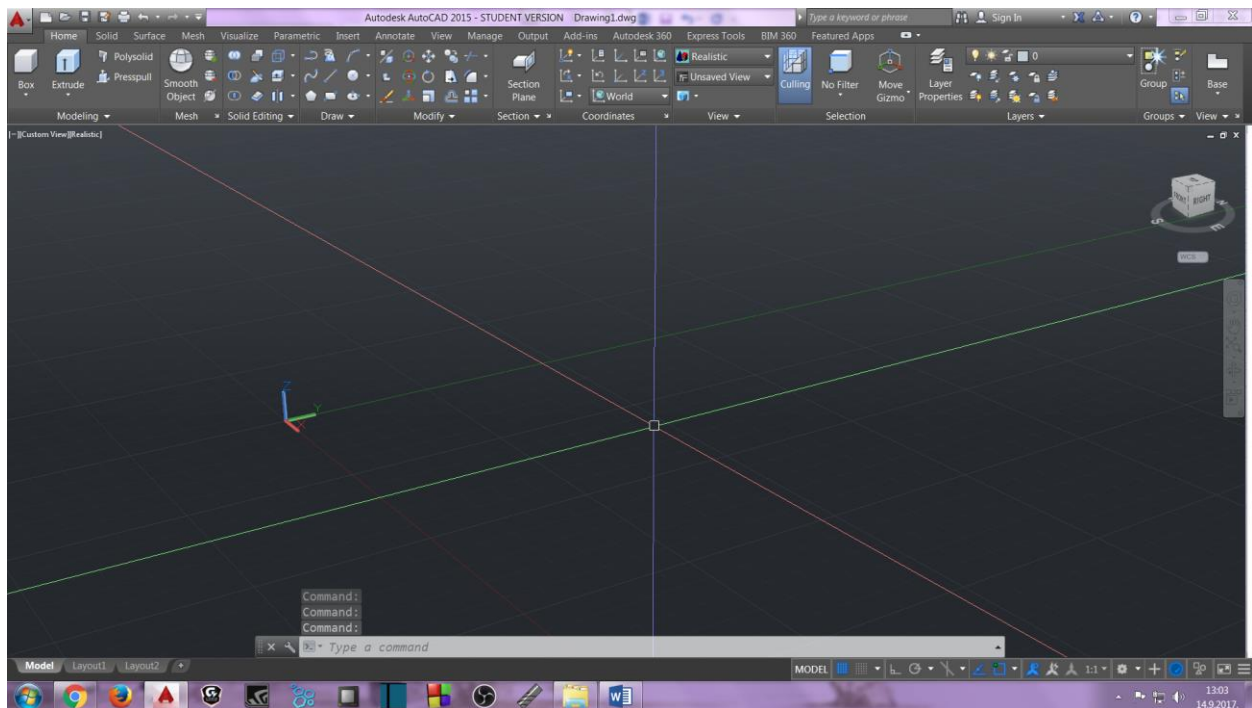 Autodesk AutoCAD 2015 - STUDENT VERSION Drawing1.dwg
Type a keyword or phrase
Sign In
Home Solid Surface Mesh Visualize Parametric Insert Annotate View Manage Output Add-ins Autodesk 360 Express Tools BIM 360 Featured Apps
Polysolid
Presspull
Box Extrude
Smooth
Object
Section
Plane
World
Realistic
Unsaved View
Culling No Filter
Move
Gizmo
Layer
Properties
0
Group
Base
Modeling Mesh Solid Editing Draw Modify Section Coordinates View Selection Layers Groups View
[−][Custom View][Realistic]
FRONT RIGHT
S E
WCS
Z
Y
X
Command:
Command:
Command:
Type a command
Model Layout1 Layout2 +
MODEL
1:1
13:03
14.9.2017.